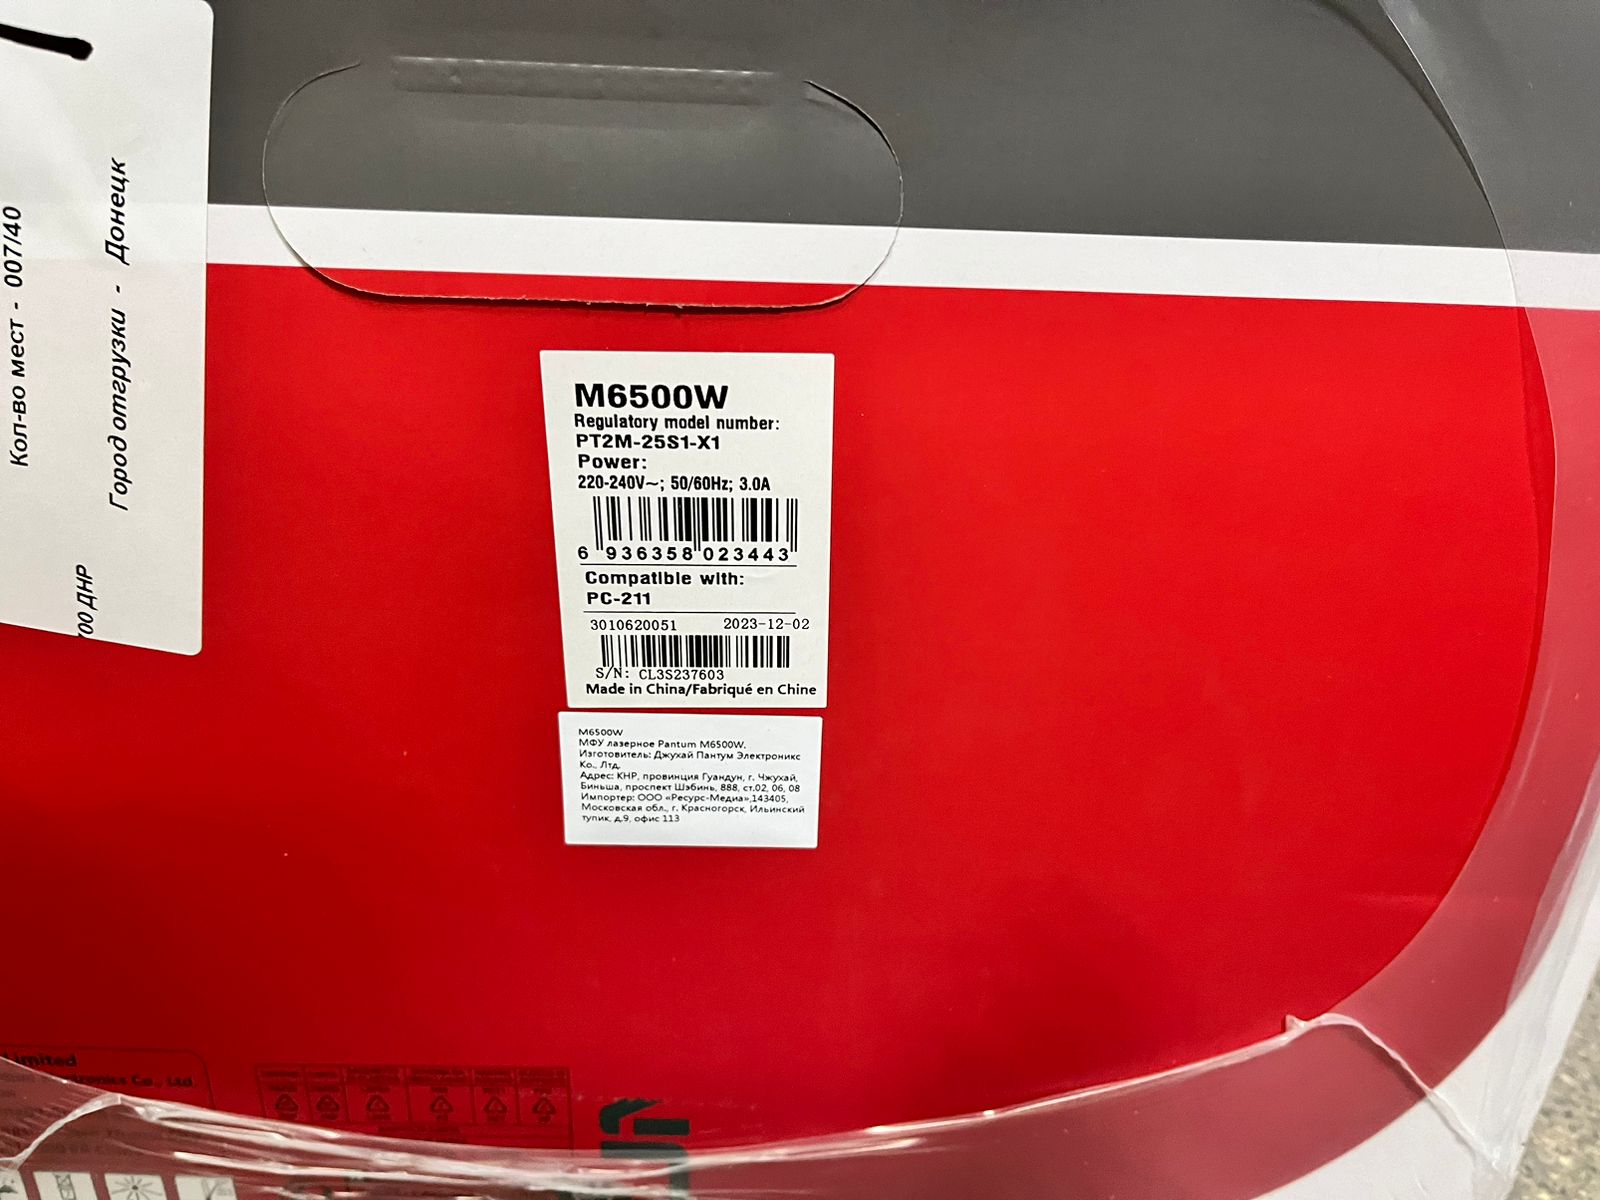 Кол-во мест - 007/40
Город отгрузки - Донецк
ДНР
M6500W
Regulatory model number:
PT2M-25S1-X1
Power:
220-240V~; 50/60Hz; 3.0A
6 936358 023443
Compatible with:
PC-211
3010620051 2023-12-02
S/N: CL3S237603
Made in China/Fabriqué en Chine
M6500W
МФУ лазерное Pantum M6500W,
Изготовитель: Джухай Пантум Электроникс
Ко., Лтд.
Адрес: КНР, провинция Гуандун, г. Чжухай,
Биньша, проспект Шэбинь, 888, ст.02, 06, 08
Импортер: ООО «Ресурс-Медиа»,143405,
Московская обл., г. Красногорск, Ильинский
тупик, д.9, офис 113
Limited
Co., Ltd.